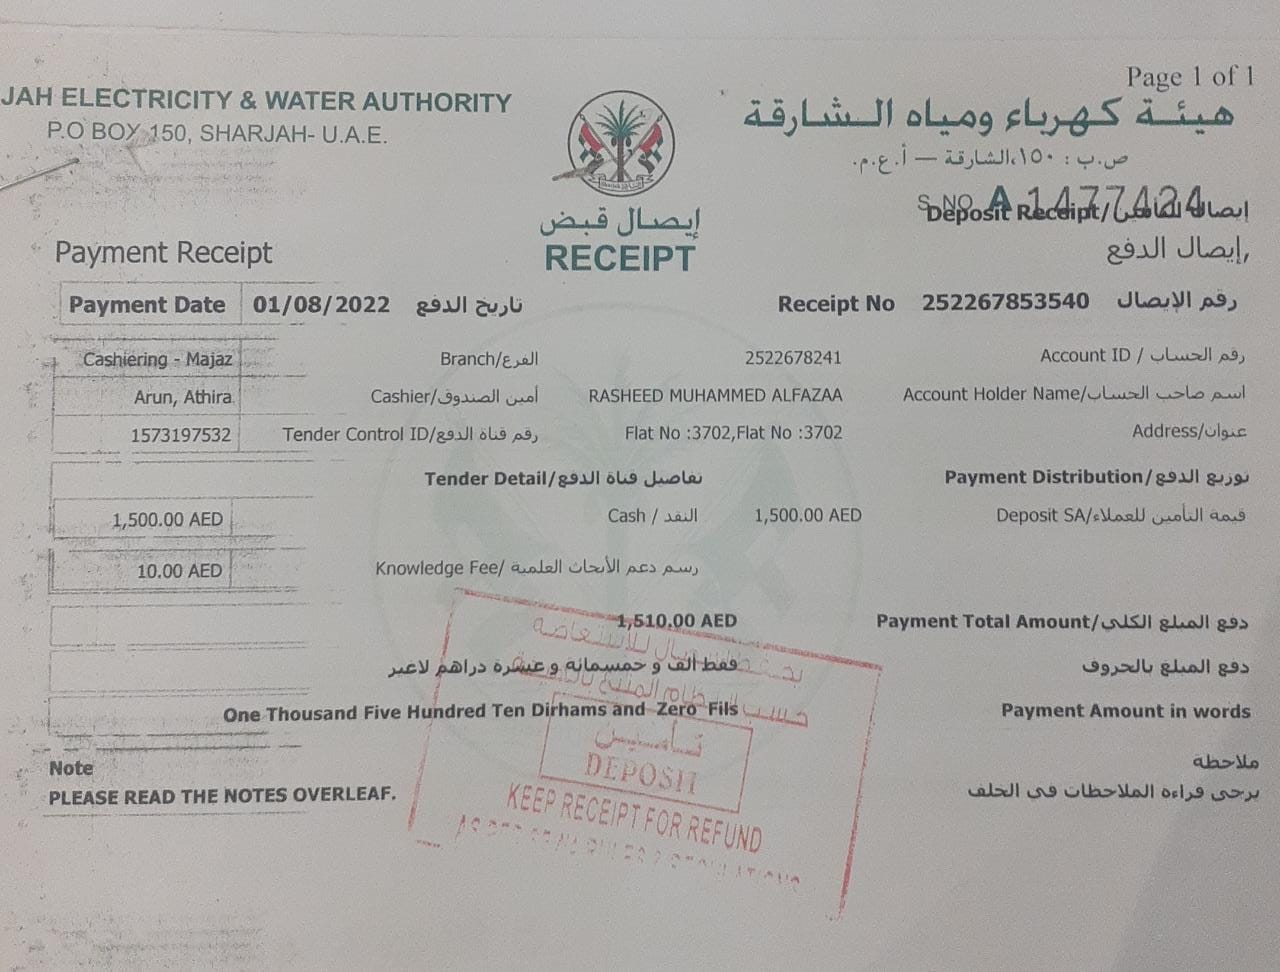 Page 1 of 1
JAH ELECTRICITY & WATER AUTHORITY
هيئة كهرباء ومياه الشارقة
P.O BOX 150, SHARJAH- U.A.E.
ص.ب : ١٥٠،الشارقة – أ.ع.م.
S. NO. A 1477424
Deposit Receipt/إيصال التأمين
إيصال قبض
RECEIPT
Payment Receipt
إيصال الدفع,
Payment Date 01/08/2022 تاريخ الدفع
Receipt No 252267853540 رقم الإيصال
Cashiering - Majaz Branch/الفرع
2522678241 Account ID / رقم الحساب
Arun, Athira Cashier/أمين الصندوق
RASHEED MUHAMMED ALFAZAA Account Holder Name/اسم صاحب الحساب
1573197532 Tender Control ID/رقم قناة الدفع
Flat No :3702,Flat No :3702 Address/عنوان
Tender Detail/تفاصيل قناة الدفع
Payment Distribution/توزيع الدفع
1,500.00 AED Cash / النقد
1,500.00 AED Deposit SA/قيمة التأمين للعملاء
10.00 AED Knowledge Fee/ رسم دعم الأبحاث العلمية
1,510.00 AED Payment Total Amount/دفع المبلغ الكلي
فقط ألف و خمسمائة و عشرة دراهم لاغير دفع المبلغ بالحروف
One Thousand Five Hundred Ten Dirhams and Zero Fils Payment Amount in words
Note ملاحظة
PLEASE READ THE NOTES OVERLEAF. يرجى قراءة الملاحظات في الخلف
تأمين
DEPOSIT
KEEP RECEIPT FOR REFUND